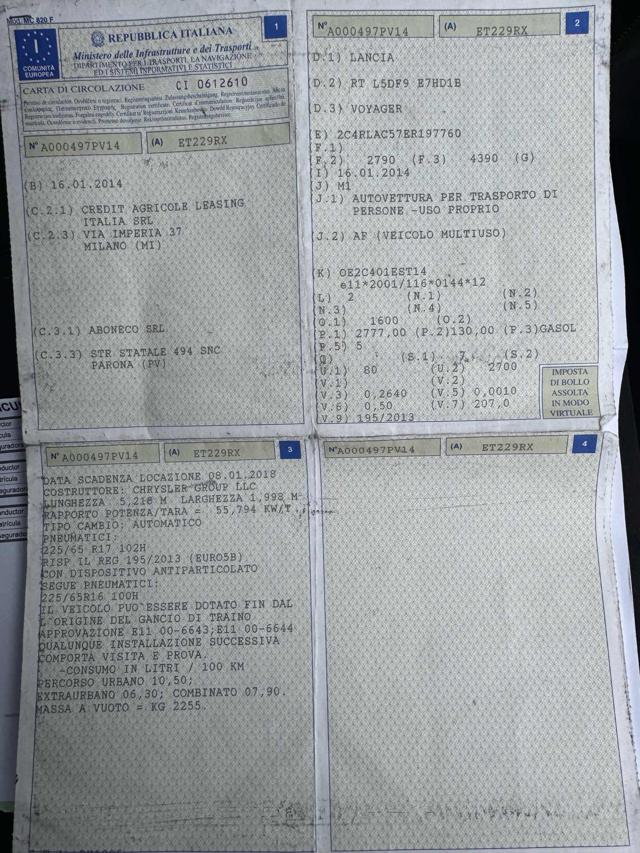 Mod. MC 820 F
1
I
COMUNITÀ
EUROPEA
REPUBBLICA ITALIANA
Ministero delle Infrastrutture e dei Trasporti
DIPARTIMENTO PER I TRASPORTI, LA NAVIGAZIONE
ED I SISTEMI INFORMATIVI E STATISTICI
CARTA DI CIRCOLAZIONE CI 0612610
N° A000497PV14 (A) ET229RX
(B) 16.01.2014
(C.2.1) CREDIT AGRICOLE LEASING
ITALIA SRL
(C.2.3) VIA IMPERIA 37
MILANO (MI)
(C.3.1) ABONECO SRL
(C.3.3) STR STATALE 494 SNC
PARONA (PV)
N° A000497PV14 (A) ET229RX 2
(D.1) LANCIA
(D.2) RT L5DF9 E7HD1B
(D.3) VOYAGER
(E) 2C4RLAC57ER197760
(F.1)
(F.2) 2790 (F.3) 4390 (G)
(I) 16.01.2014
(J) M1
(J.1) AUTOVETTURA PER TRASPORTO DI
PERSONE -USO PROPRIO
(J.2) AF (VEICOLO MULTIUSO)
(K) OE2C401EST14
e11*2001/116*0144*12
(L) 2 (N.1) (N.2)
(N.3) (N.4) (N.5)
(O.1) 1600 (O.2)
(P.1) 2777,00 (P.2)130,00 (P.3)GASOL
(P.5) 5
(Q) (S.1) 7 (S.2)
(U.1) 80 (U.2) 2700
(V.1) (V.2)
(V.3) 0,2640 (V.5) 0,0010
(V.6) 0,50 (V.7) 207,0
(V.9) 195/2013
IMPOSTA
DI BOLLO
ASSOLTA
IN MODO
VIRTUALE
N° A000497PV14 (A) ET229RX 3
DATA SCADENZA LOCAZIONE 08.01.2018
COSTRUTTORE: CHRYSLER GROUP LLC
LUNGHEZZA 5,218 M LARGHEZZA 1,998 M
RAPPORTO POTENZA/TARA = 55,794 KW/T
TIPO CAMBIO: AUTOMATICO
PNEUMATICI:
225/65 R17 102H
RISP IL REG 195/2013 (EURO5B)
CON DISPOSITIVO ANTIPARTICOLATO
SEGUE PNEUMATICI:
225/65R16 100H
IL VEICOLO PUO'ESSERE DOTATO FIN DAL
L'ORIGINE DEL GANCIO DI TRAINO
APPROVAZIONE E11 00-6643;E11 00-6644
QUALUNQUE INSTALLAZIONE SUCCESSIVA
COMPORTA VISITA E PROVA.
-CONSUMO IN LITRI / 100 KM
PERCORSO URBANO 10,50;
EXTRAURBANO 06,30; COMBINATO 07,90.
MASSA A VUOTO = KG 2255.
N° A000497PV14 (A) ET229RX 4